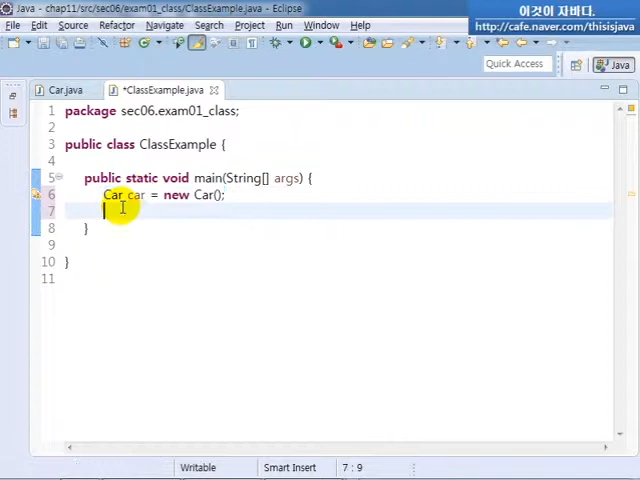 Java - chap11/src/sec06/exam01_class/ClassExample.java - Eclipse
이것이 자바다.
http://cafe.naver.com/thisisjava
File Edit Source Refactor Navigate Search Project Run Window Help
Quick Access
Java
Car.java
*ClassExample.java
1 package sec06.exam01_class;
2
3 public class ClassExample {
4
5 public static void main(String[] args) {
6 Car car = new Car();
7
8 }
9
10 }
11
Writable
Smart Insert
7 : 9